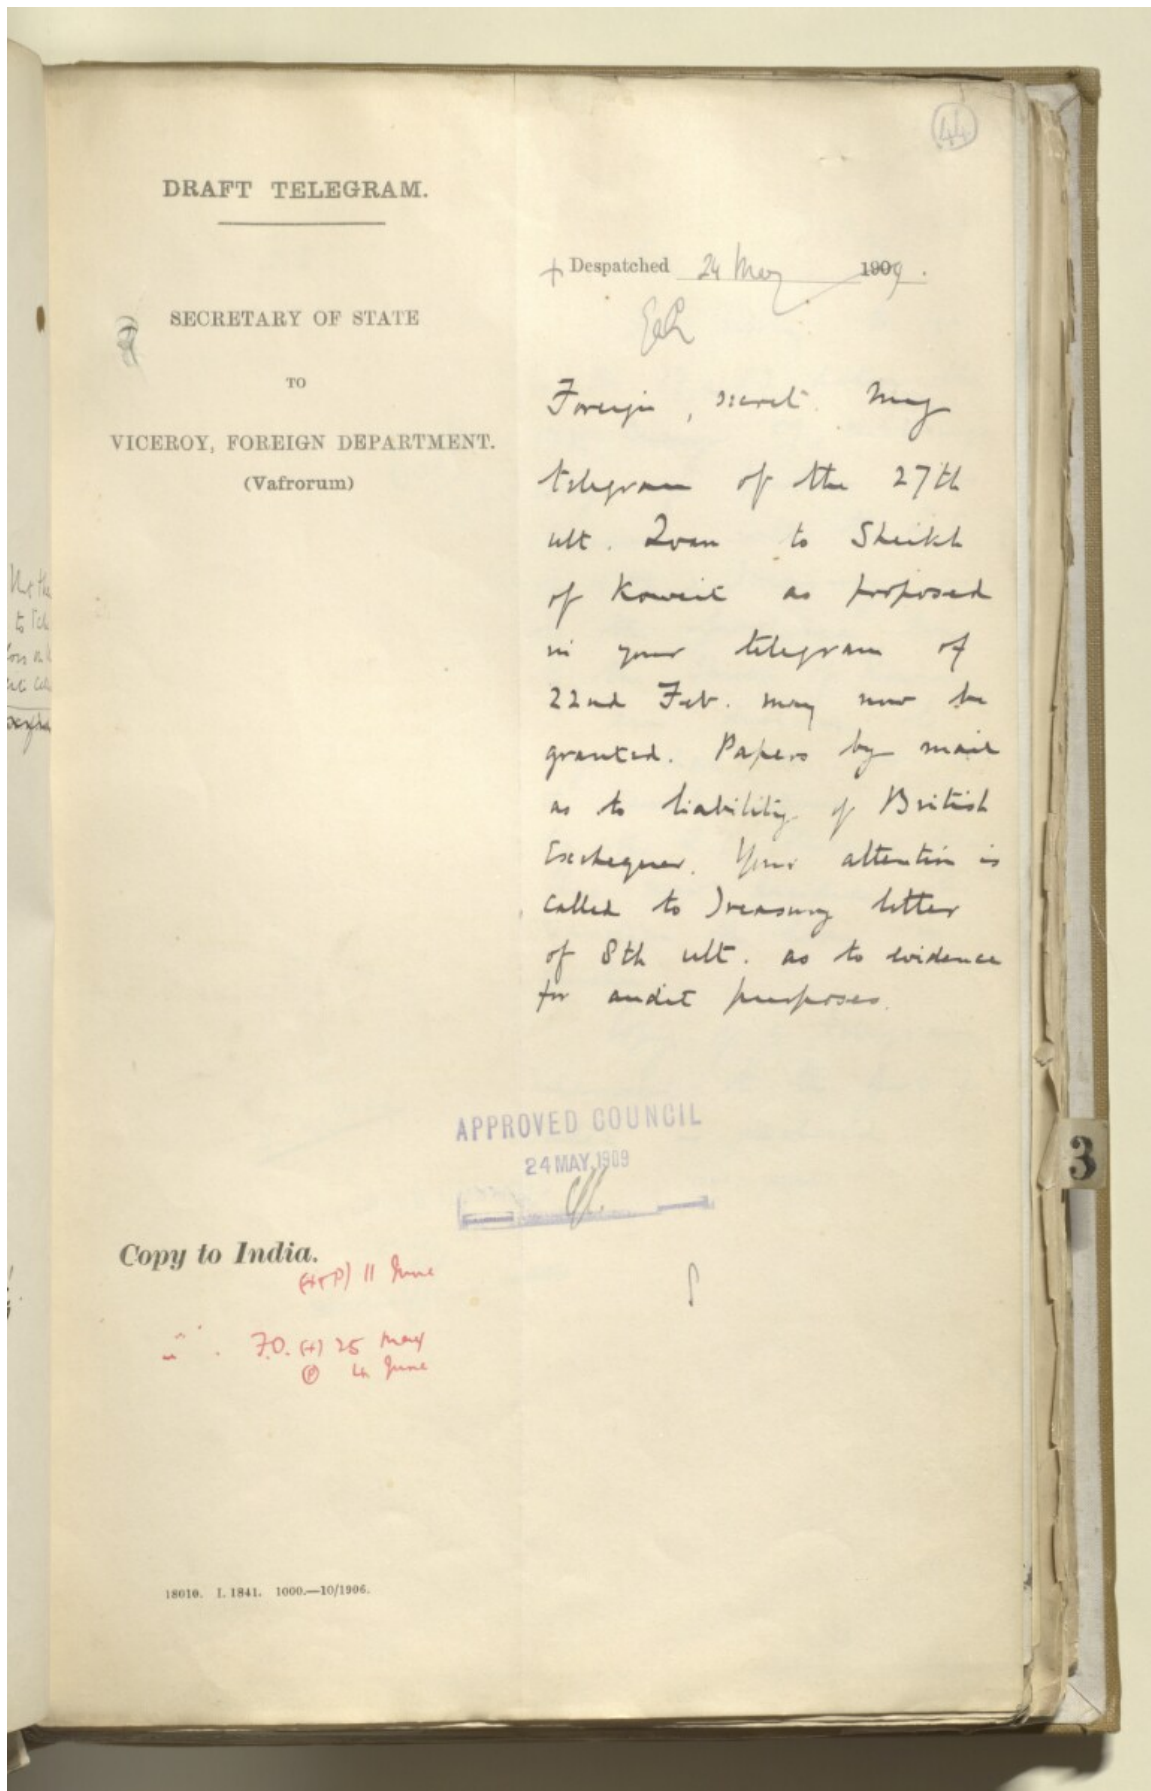 44
DRAFT TELEGRAM.
Despatched 24 May 1909.
SECRETARY OF STATE
TO
VICEROY, FOREIGN DEPARTMENT.
(Vafrorum)
Foreign, secret. My
telegram of the 27th
ult. Loan to Sheikh
of Koweit as proposed
in your telegram of
22nd Feb. may now be
granted. Papers by mail
as to liability of British
Exchequer. Your attention is
called to Treasury letter
of 8th ult. as to evidence
for audit purposes.
APPROVED COUNCIL
24 MAY 1909
Copy to India.
11 June
F.O. (+) 25 May
4 June
3
18010. I. 1841. 1000.—10/1906.